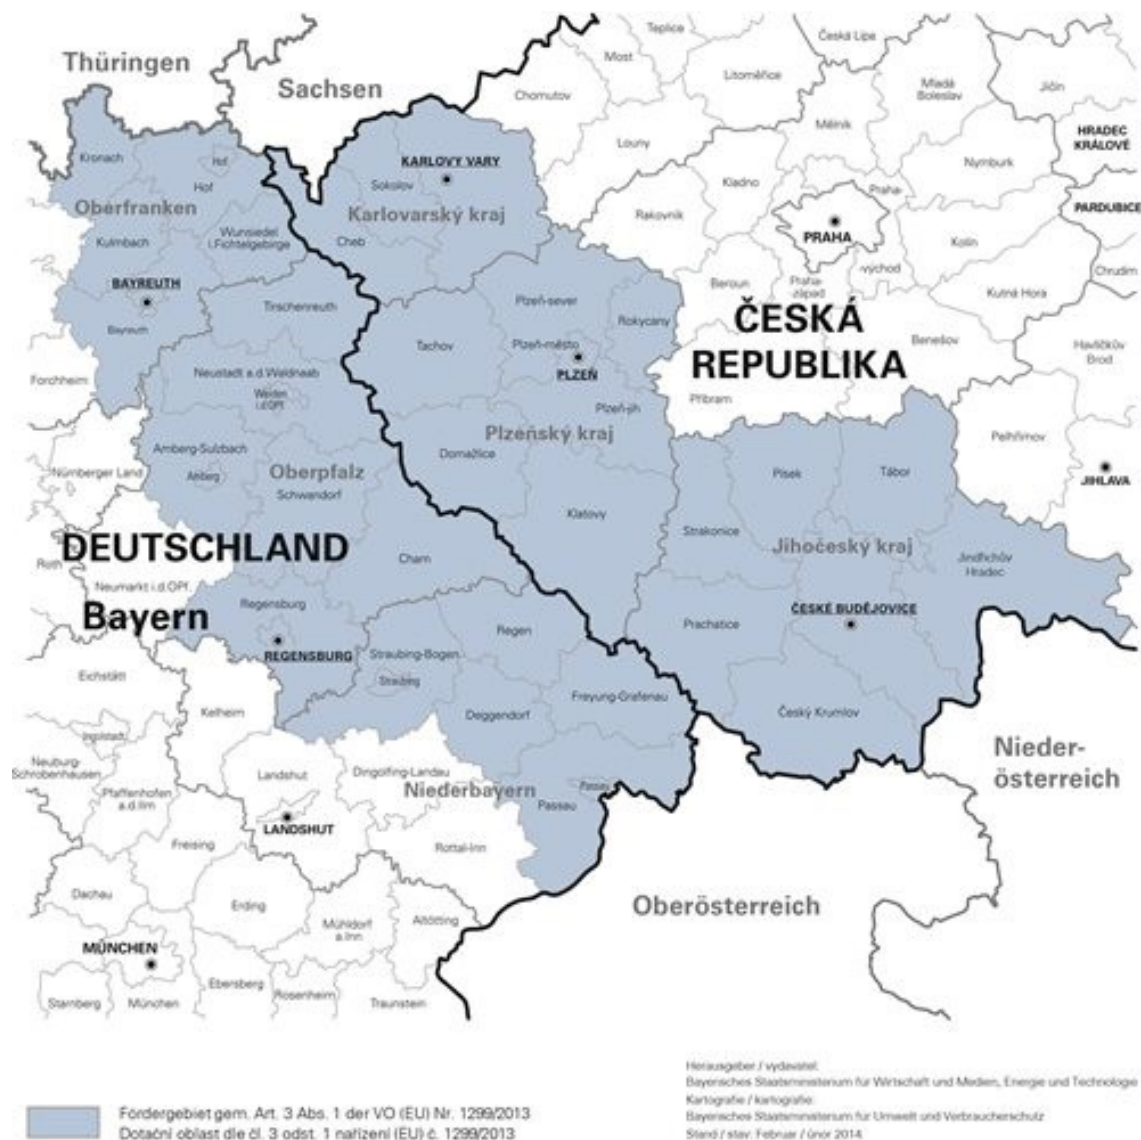 Thüringen
Sachsen
Teplice
Česká Lípa
Most
Litoměřice
Mladá
Boleslav
Jičín
Chomutov
Mělník
HRADEC
KRÁLOVÉ
Louny
Nymburk
Kronach
Hof
KARLOVY VARY
Kladno
Praha-
Sokolov
Hof
Oberfranken
Karlovarský kraj
Rakovník
PRAHA
PARDUBICE
Kulmbach
Wunsiedel
i.Fichtelgebirge
Cheb
Kolín
-východ
BAYREUTH
Beroun
Praha-
západ
Chrudim
Kutná Hora
Tirschenreuth
Plzeň-sever
Rokycany
ČESKÁ
REPUBLIKA
Bayreuth
Tachov
Plzeň-město
Benešov
Havlíčkův
Brod
Forchheim
Neustadt a.d.Waldnaab
PLZEŇ
Weiden
i.d.OPf.
Příbram
Plzeň-jih
Plzeňský kraj
Pelhřimov
Amberg-Sulzbach
Domažlice
Nürnberger Land
Amberg
Oberpfalz
Schwandorf
Písek
Tábor
JIHLAVA
Klatovy
Strakonice
Jihočeský kraj
DEUTSCHLAND
Roth
Cham
Jindřichův
Hradec
Neumarkt i.d.OPf.
Bayern
Regensburg
ČESKÉ BUDĚJOVICE
Regen
Prachatice
REGENSBURG
Straubing-Bogen
Eichstätt
Straubing
Freyung-Grafenau
Kelheim
Deggendorf
Český Krumlov
Ingolstadt
Nieder-
österreich
Neuburg-
Schrobenhausen
Landshut
Dingolfing-Landau
Pfaffenhofen
a.d.Ilm
Niederbayern
Passau
Passau
LANDSHUT
Freising
Rottal-Inn
Dachau
Erding
Oberösterreich
Mühldorf
a.Inn
Altötting
MÜNCHEN
Ebersberg
Starnberg
München
Rosenheim
Traunstein
Herausgeber / vydavatel:
Bayerisches Staatsministerium für Wirtschaft und Medien, Energie und Technologie
Kartografie / kartografie:
Bayerisches Staatsministerium für Umwelt und Verbraucherschutz
Stand / stav: Februar / únor 2014
Fördergebiet gem. Art. 3 Abs. 1 der VO (EU) Nr. 1299/2013
Dotační oblast dle čl. 3 odst. 1 nařízení (EU) č. 1299/2013